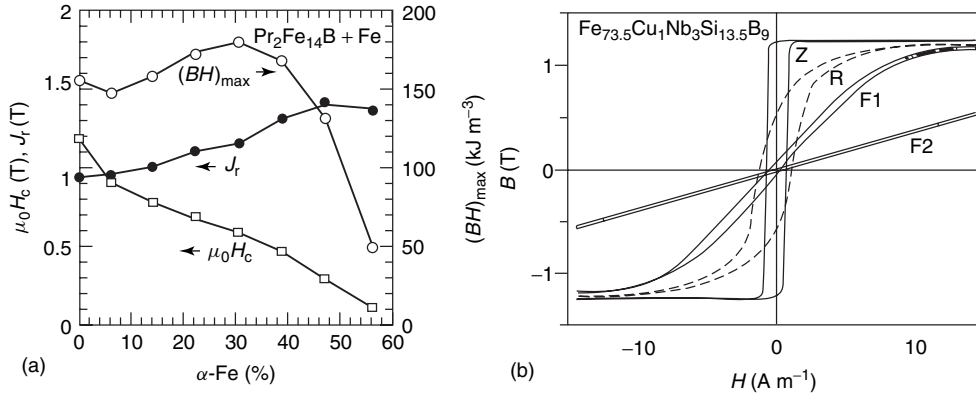 Pr₂Fe₁₄B + Fe
(BH)max
Jr
μ₀Hc
2
1.5
1
0.5
0
μ₀Hc (T), Jr (T)
200
150
100
50
0
(BH)max (kJ m⁻³)
0 10 20 30 40 50 60
α-Fe (%)
(a)
Fe₇₃.₅Cu₁Nb₃Si₁₃.₅B₉
Z
R
F1
F2
1
0
−1
B (T)
−10 0 10
H (A m⁻¹)
(b)